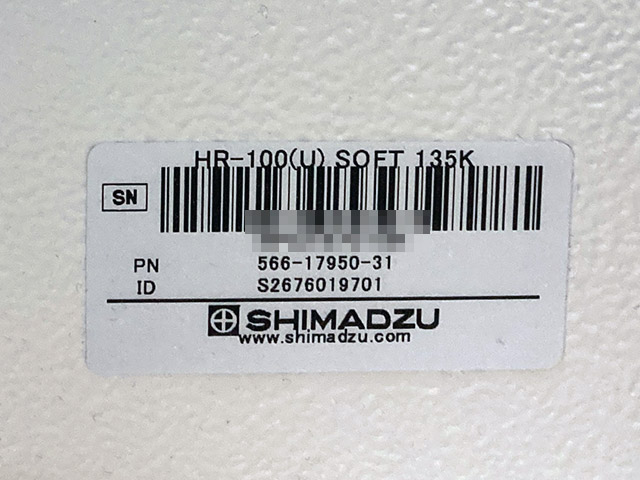 HR-100(U) SOFT 135K
SN
PN 566-17950-31
ID S2676019701
SHIMADZU
www.shimadzu.com